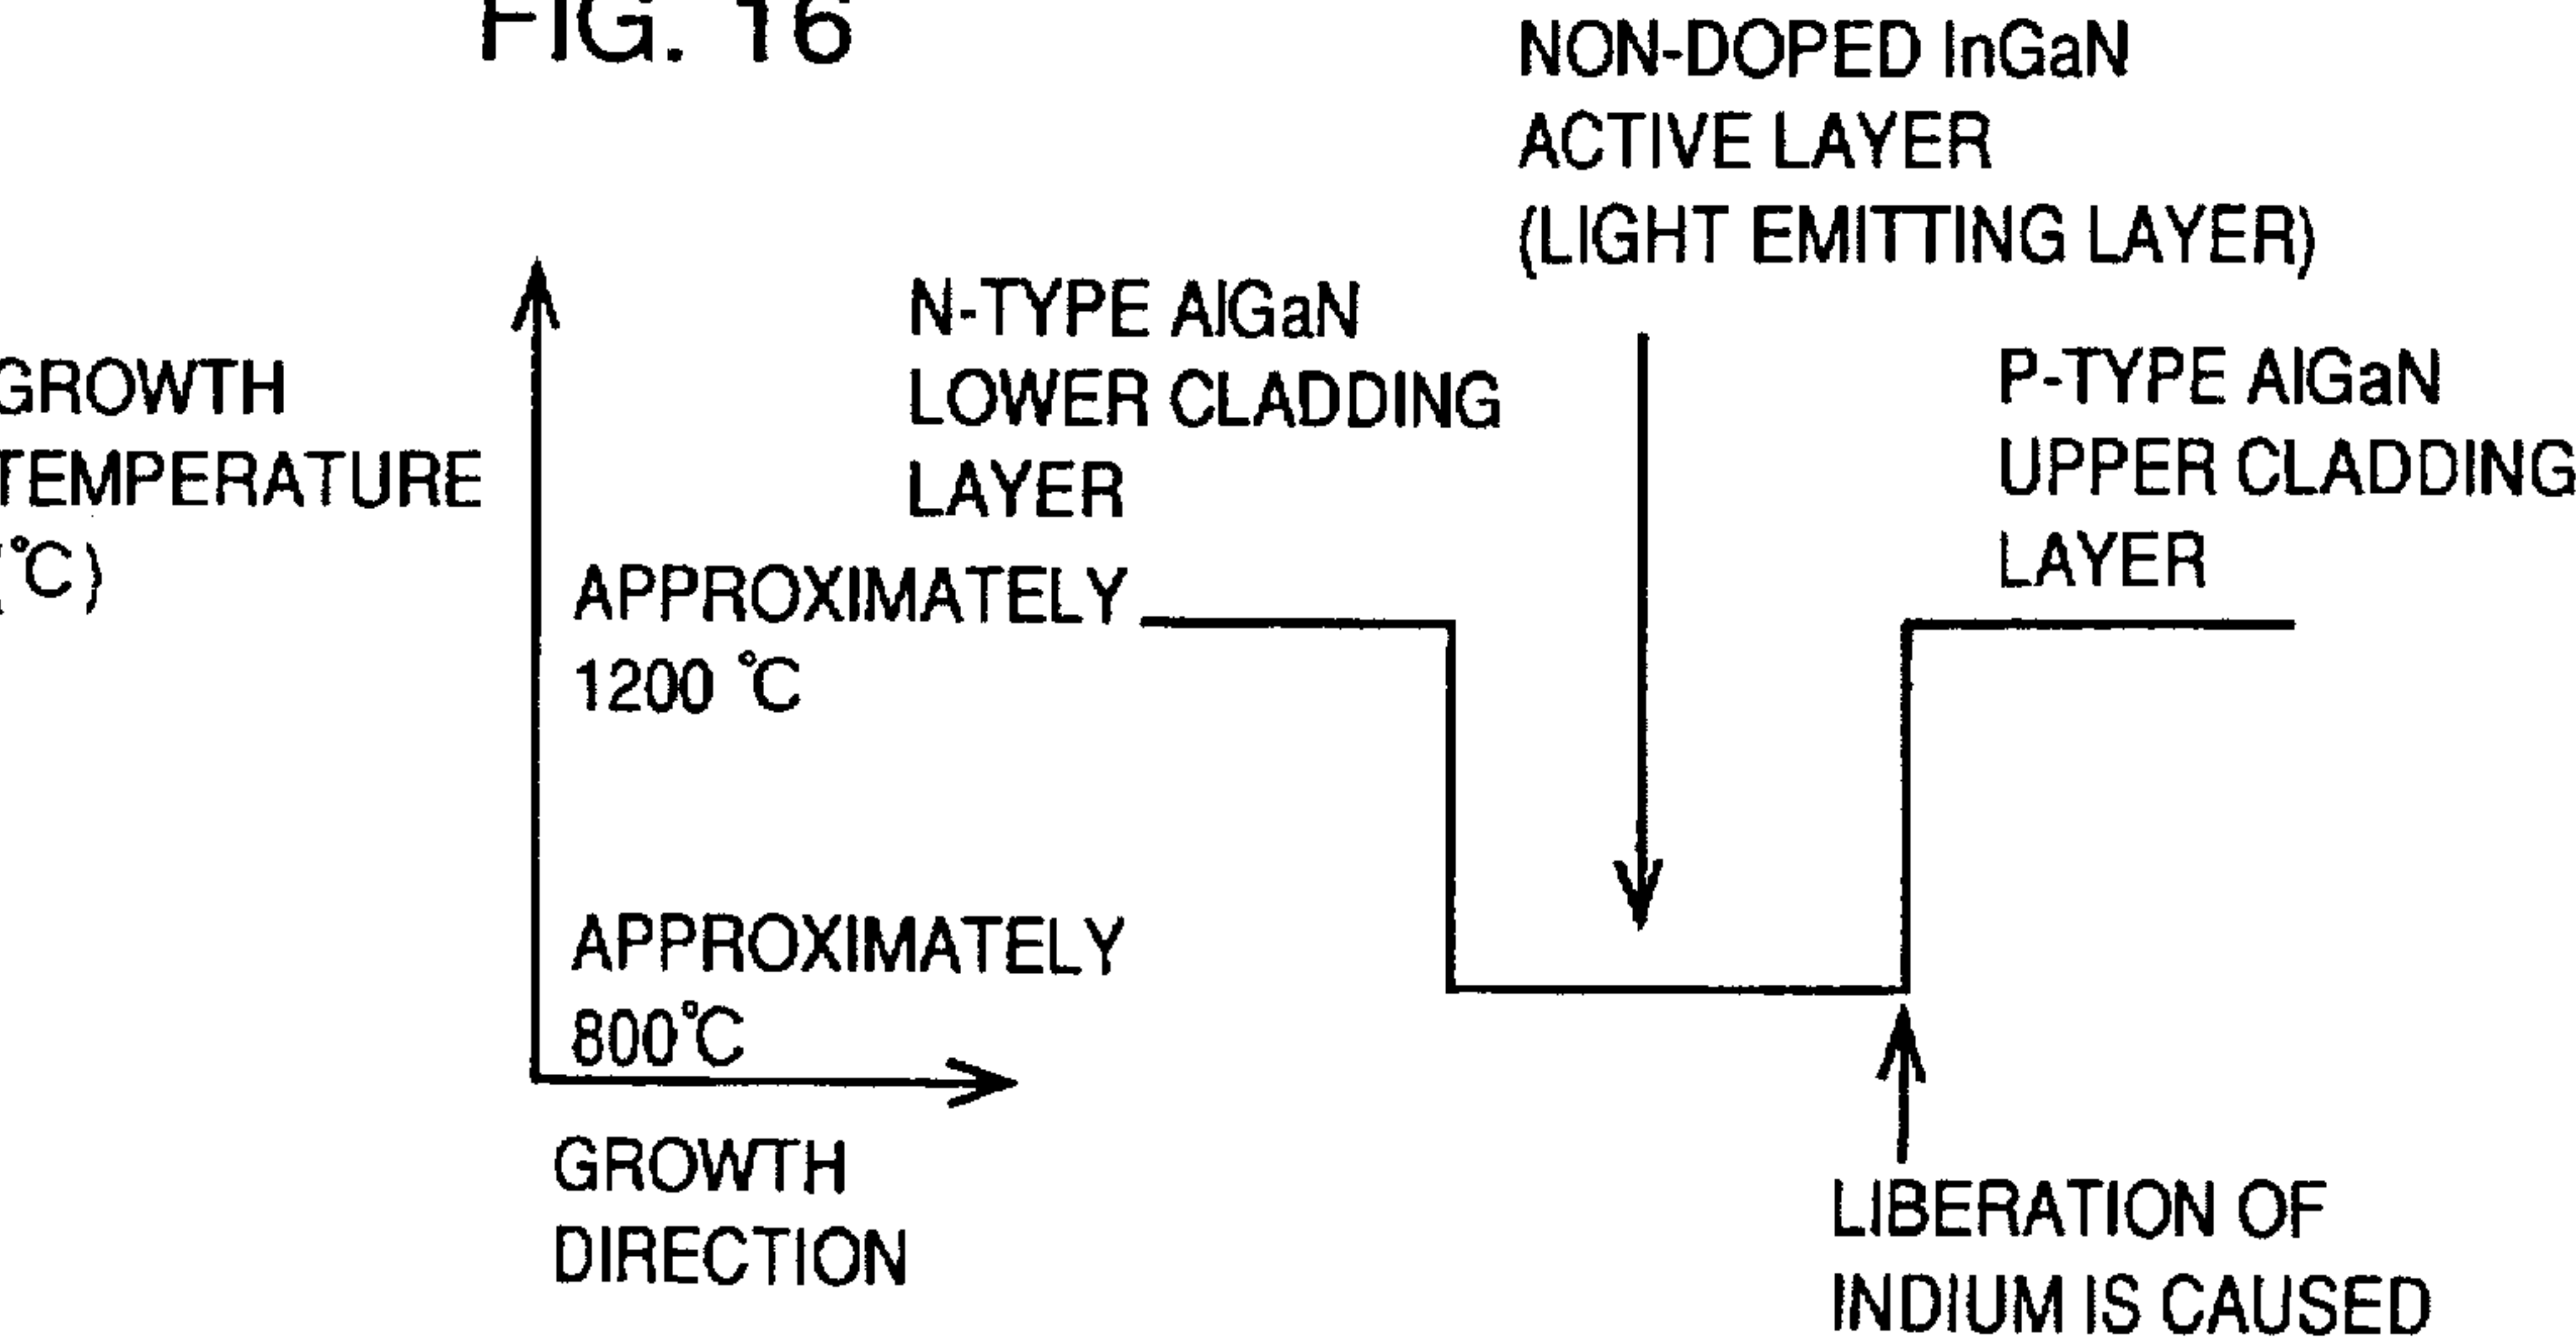 FIG. 16
NON-DOPED InGaN
ACTIVE LAYER
(LIGHT EMITTING LAYER)
N-TYPE AlGaN
LOWER CLADDING
LAYER
P-TYPE AlGaN
UPPER CLADDING
LAYER
GROWTH
TEMPERATURE
(°C)
APPROXIMATELY
1200 °C
APPROXIMATELY
800°C
GROWTH
DIRECTION
LIBERATION OF
INDIUM IS CAUSED